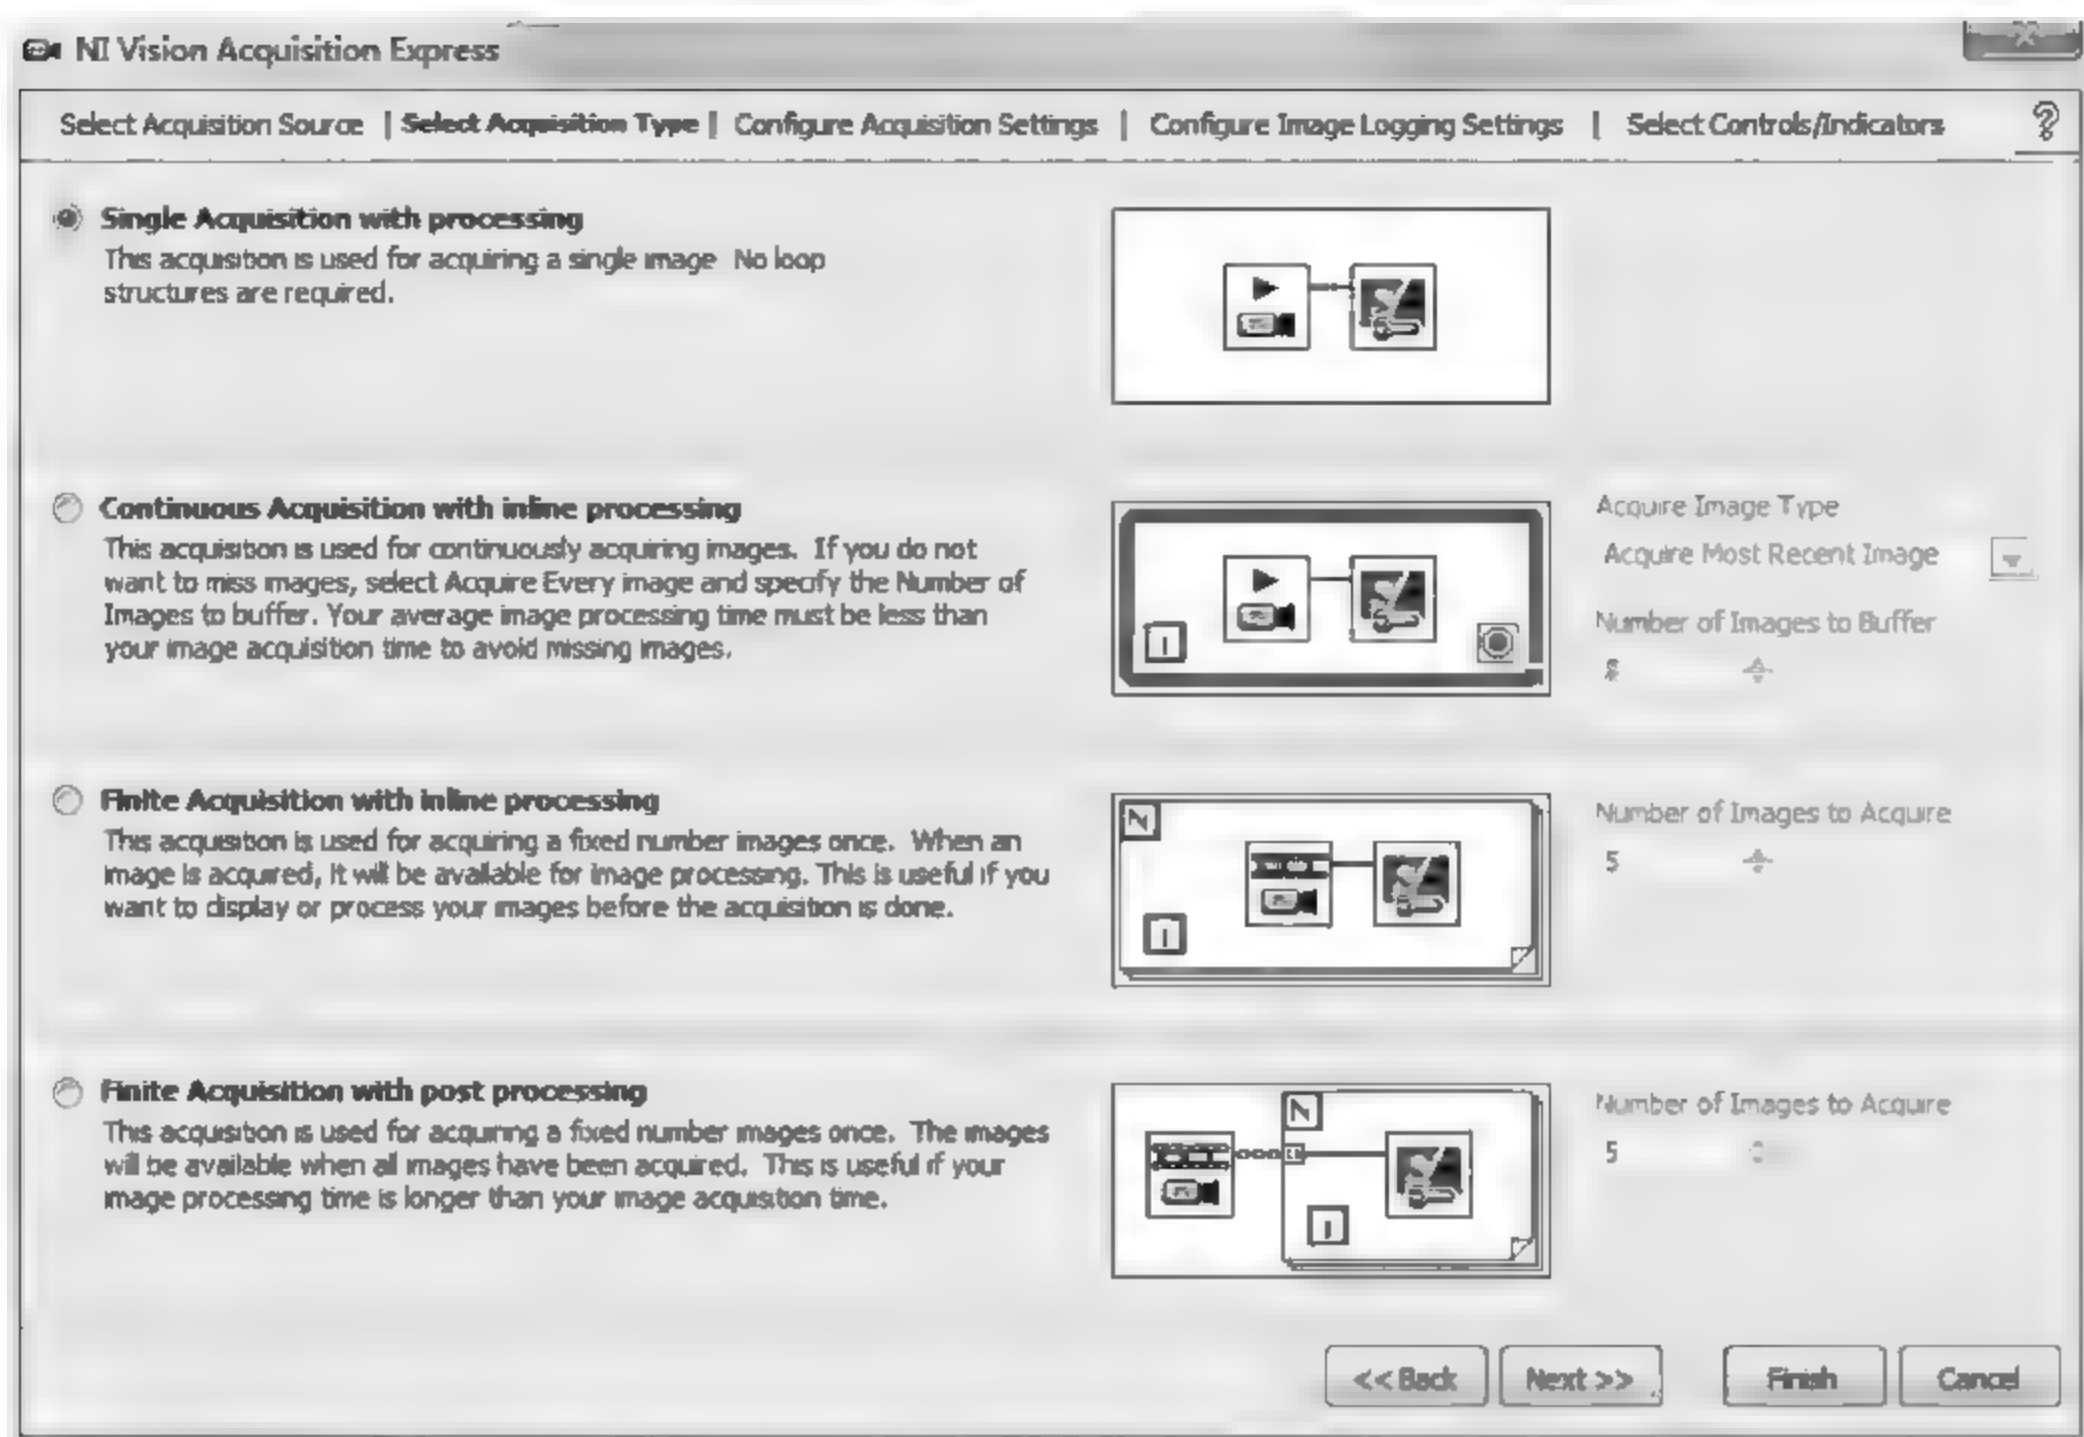 NI Vision Acquisition Express
Select Acquisition Source | Select Acquisition Type | Configure Acquisition Settings | Configure Image Logging Settings | Select Controls/Indicators ?
Single Acquisition with processing
This acquisition is used for acquiring a single image No loop
structures are required.
Continuous Acquisition with inline processing
This acquisition is used for continuously acquiring images. If you do not
want to miss images, select Acquire Every image and specify the Number of
Images to buffer. Your average image processing time must be less than
your image acquisition time to avoid missing images.
Acquire Image Type
Acquire Most Recent Image
Number of Images to Buffer
8
Finite Acquisition with inline processing
This acquisition is used for acquiring a fixed number images once. When an
image is acquired, it will be available for image processing. This is useful if you
want to display or process your images before the acquisition is done.
N
Number of Images to Acquire
5
Finite Acquisition with post processing
This acquisition is used for acquiring a fixed number images once. The images
will be available when all images have been acquired. This is useful if your
image processing time is longer than your image acquisition time.
N
Number of Images to Acquire
5
<< Back Next >> Finish Cancel